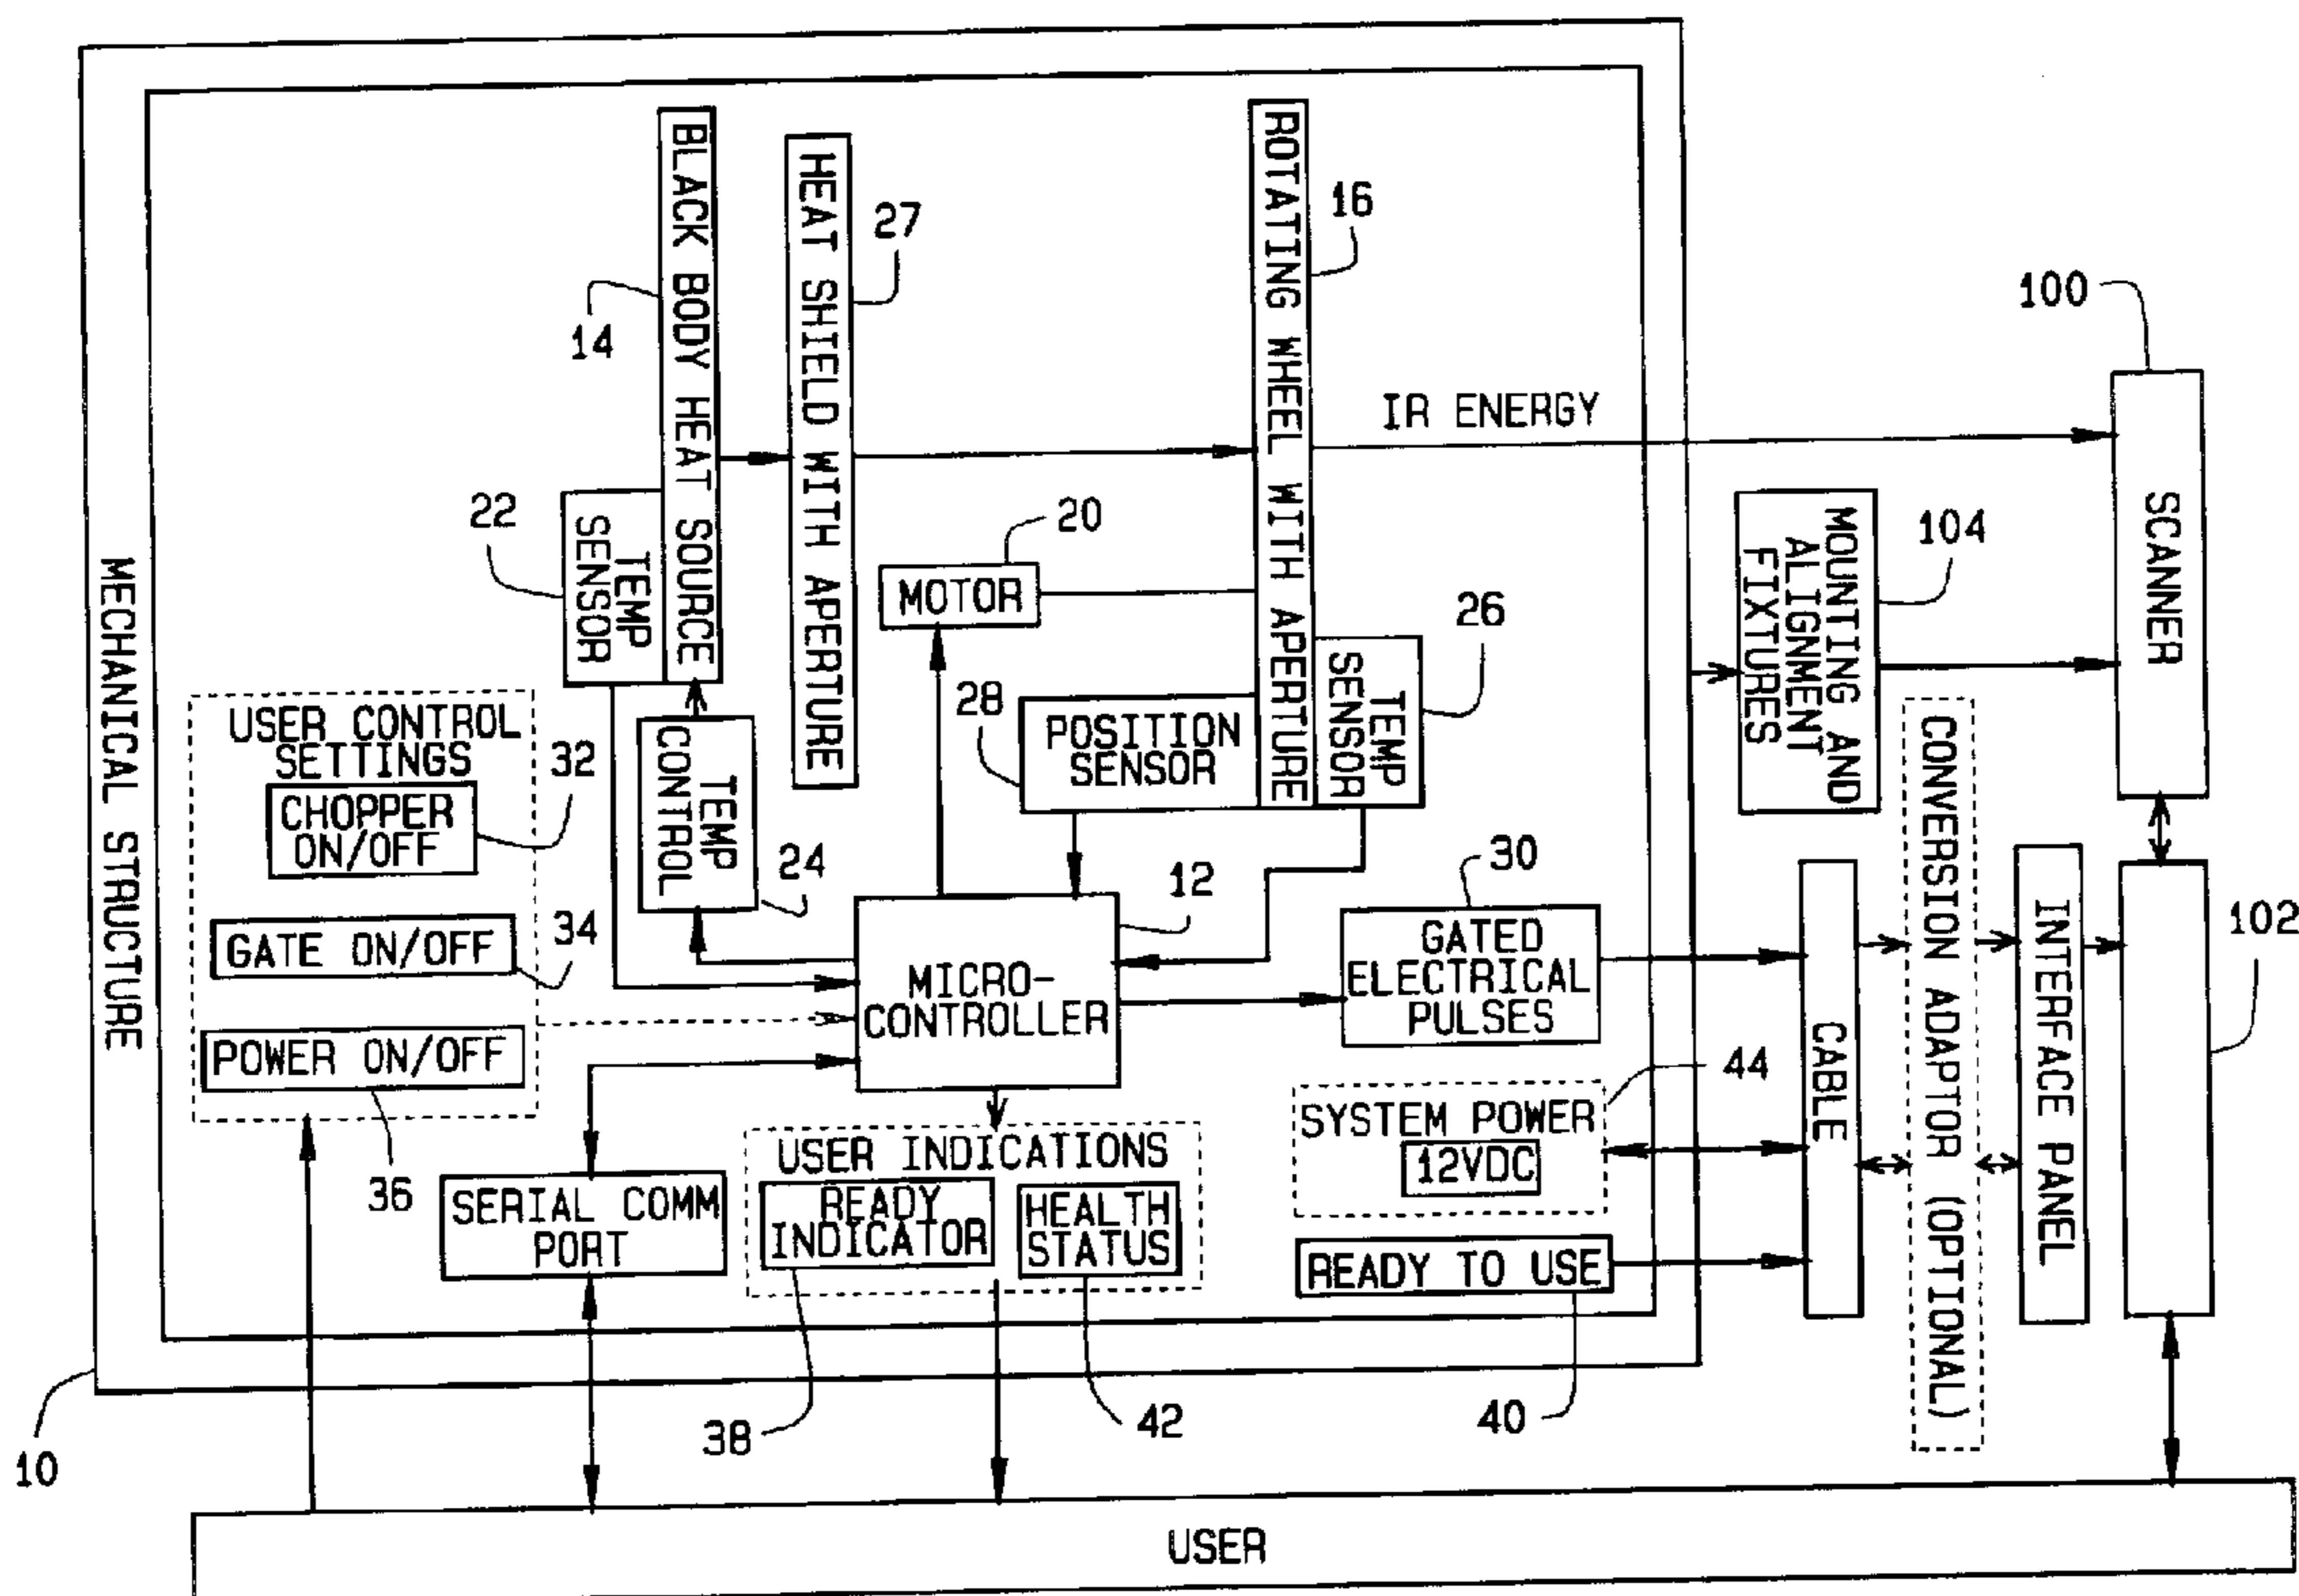 MECHANICAL STRUCTURE
10
BLACK BODY HEAT SOURCE
14
HEAT SHIELD WITH APERTURE
27
ROTATING WHEEL WITH APERTURE
16
IR ENERGY
100
SCANNER
22
TEMP
SENSOR
MOTOR
20
26
TEMP
SENSOR
28
POSITION
SENSOR
MOUNTING AND
ALIGNMENT
FIXTURES
104
USER CONTROL
SETTINGS
CHOPPER
ON/OFF
32
GATE ON/OFF
34
POWER ON/OFF
36
TEMP
CONTROL
24
MICRO-
CONTROLLER
12
30
GATED
ELECTRICAL
PULSES
44
SYSTEM POWER
12VDC
READY TO USE
40
CABLE
CONVERSION ADAPTOR (OPTIONAL)
INTERFACE PANEL
102
SERIAL COMM
PORT
USER INDICATIONS
READY
INDICATOR
38
HEALTH
STATUS
42
USER